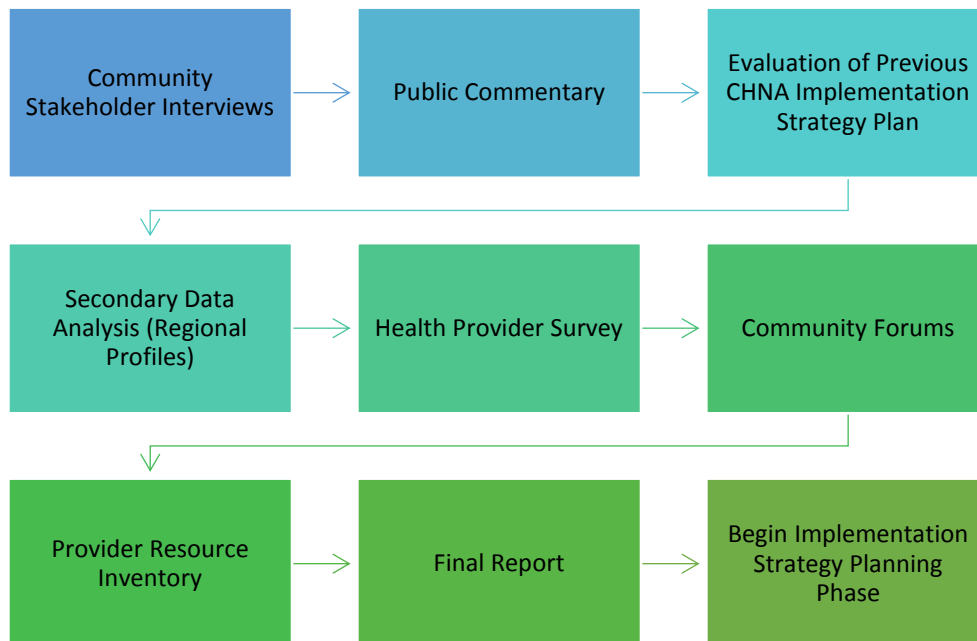 Community
Stakeholder Interviews
Public Commentary
Evaluation of Previous
CHNA Implementation
Strategy Plan
Secondary Data
Analysis (Regional
Profiles)
Health Provider Survey
Community Forums
Provider Resource
Inventory
Final Report
Begin Implementation
Strategy Planning
Phase